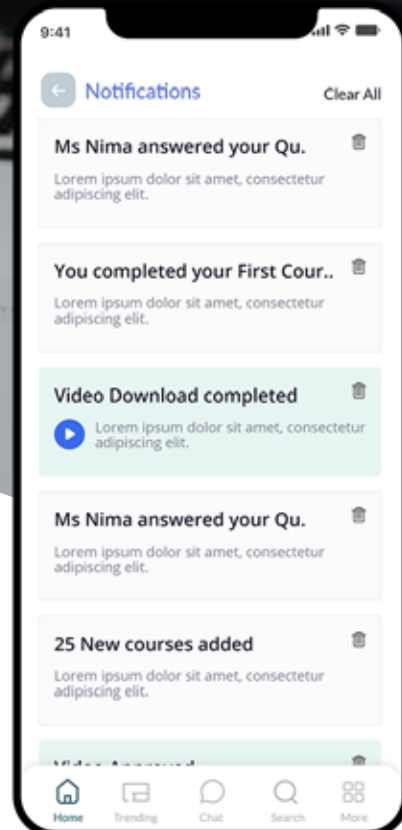 9:41
Notifications
Clear All
Ms Nima answered your Qu.
Lorem ipsum dolor sit amet, consectetur
adipiscing elit.
You completed your First Cour..
Lorem ipsum dolor sit amet, consectetur
adipiscing elit.
Video Download completed
Lorem ipsum dolor sit amet, consectetur
adipiscing elit.
Ms Nima answered your Qu.
Lorem ipsum dolor sit amet, consectetur
adipiscing elit.
25 New courses added
Lorem ipsum dolor sit amet, consectetur
adipiscing elit.
Video Approved
Home
Trending
Chat
Search
More